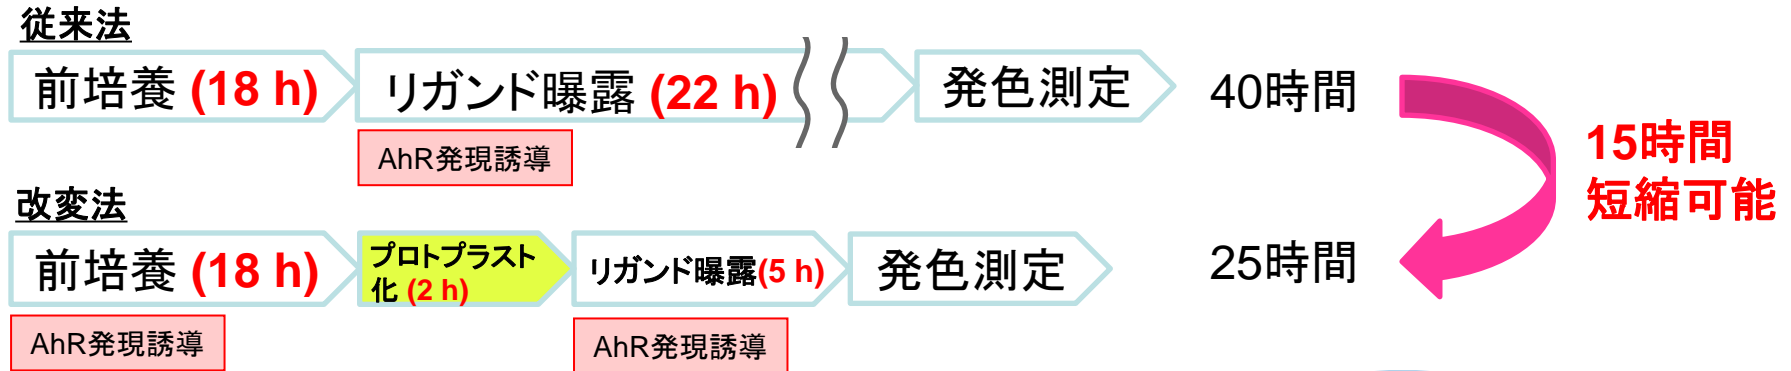 従来法
前培養 (18 h)
リガンド曝露 (22 h)
発色測定
40時間
AhR発現誘導
15時間
短縮可能
改変法
前培養 (18 h)
プロトプラスト
化 (2 h)
リガンド曝露(5 h)
発色測定
25時間
AhR発現誘導
AhR発現誘導